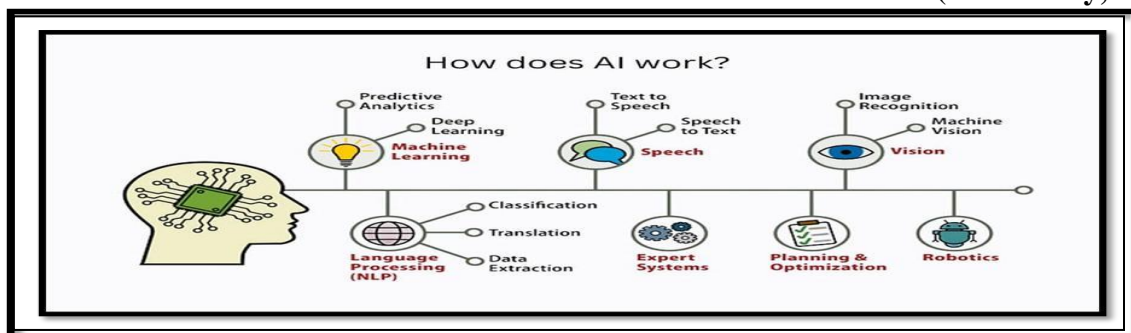 How does AI work?
Predictive
Analytics
Deep
Learning
Machine
Learning
Text to
Speech
Speech
to Text
Speech
Image
Recognition
Machine
Vision
Vision
Language
Processing
(NLP)
Classification
Translation
Data
Extraction
Expert
Systems
Planning &
Optimization
Robotics